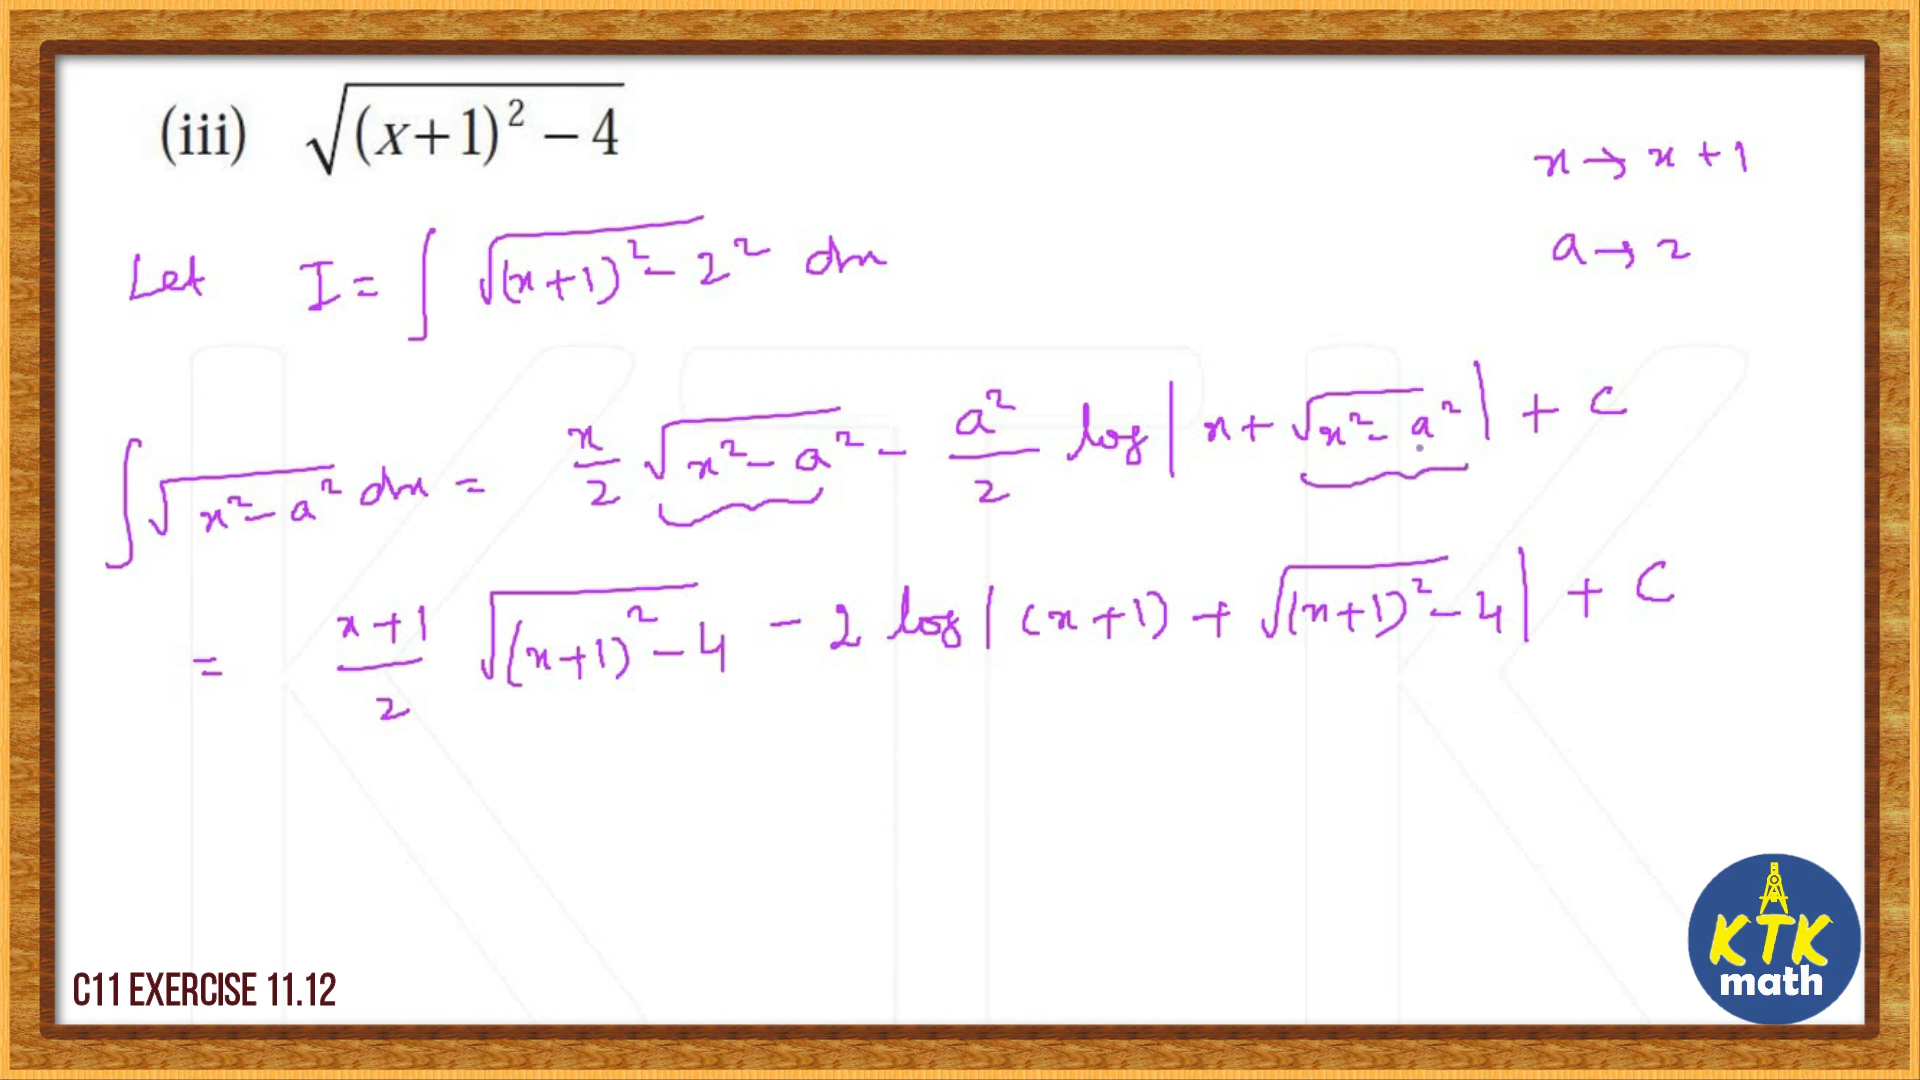 (iii) √((x+1)² − 4)
x → x + 1
Let I = ∫ √((x+1)² − 2²) dx
a → 2
∫ √(x² − a²) dx = x/2 √(x² − a²) − a²/2 log | x + √(x² − a²) | + C
= (x+1)/2 √((x+1)² − 4) − 2 log | (x+1) + √((x+1)² − 4) | + C
KTK
math
C11 EXERCISE 11.12